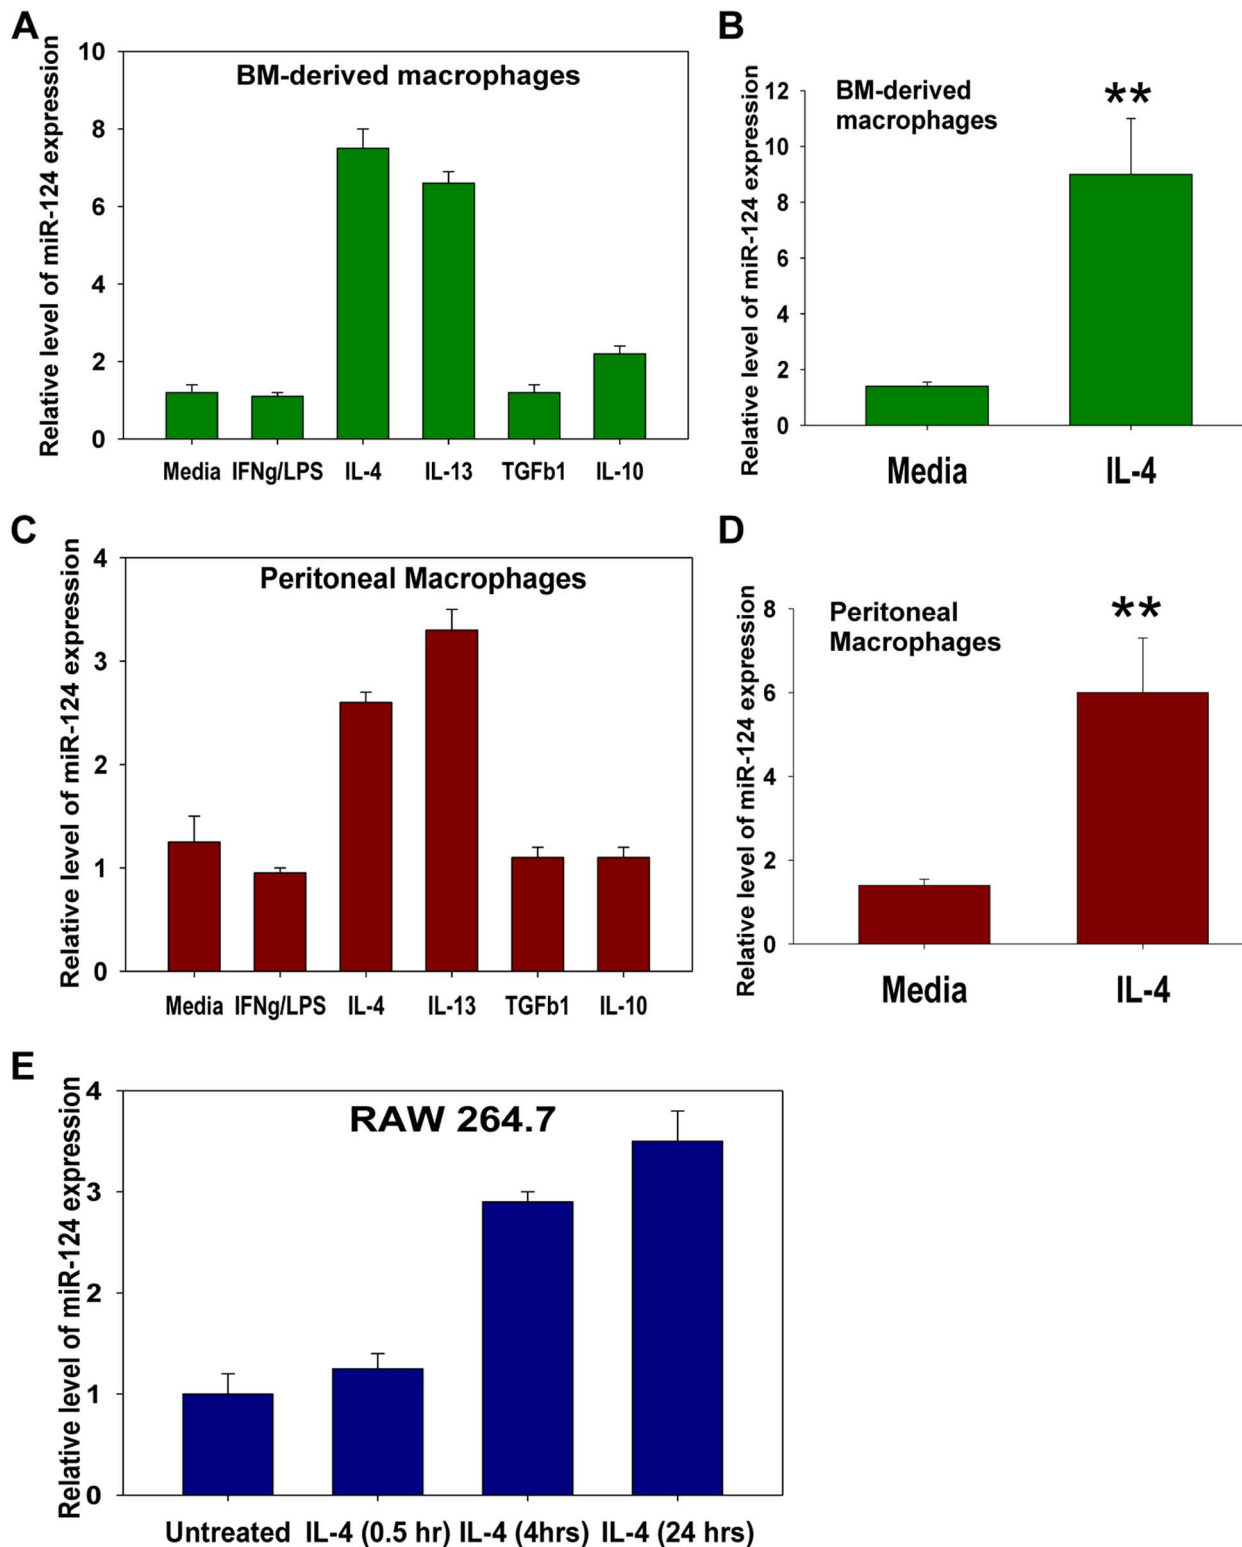 A
Relative level of miR-124 expression
BM-derived macrophages
10
8
6
4
2
0
Media IFNg/LPS IL-4 IL-13 TGFb1 IL-10
B
Relative level of miR-124 expression
BM-derived
macrophages
**
12
10
8
6
4
2
0
Media IL-4
C
Relative level of miR-124 expression
Peritoneal Macrophages
4
3
2
1
0
Media IFNg/LPS IL-4 IL-13 TGFb1 IL-10
D
Relative level of miR-124 expression
Peritoneal
Macrophages
**
8
6
4
2
0
Media IL-4
E
Relative level of miR-124 expression
RAW 264.7
4
3
2
1
0
Untreated IL-4 (0.5 hr) IL-4 (4hrs) IL-4 (24 hrs)